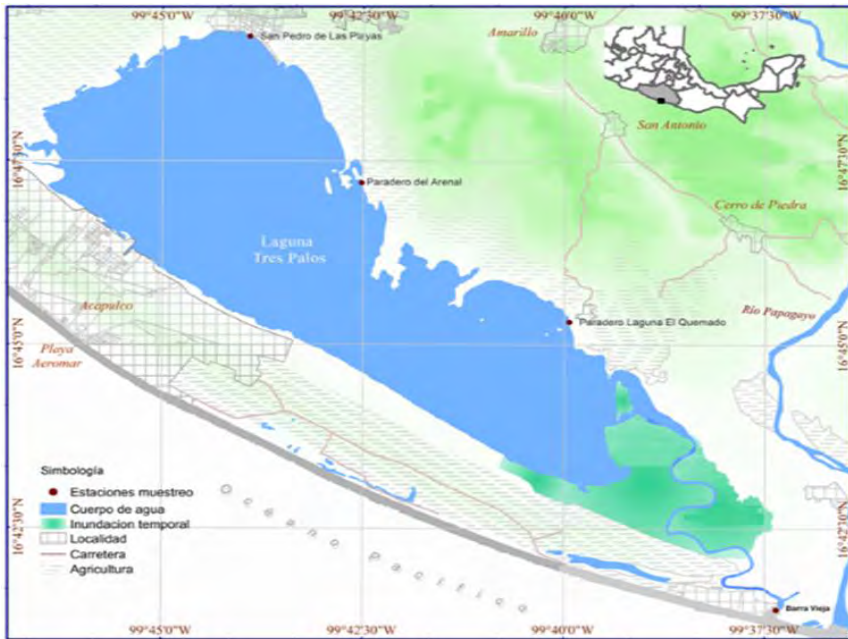 99°45'0"W 99°42'30"W 99°40'0"W 99°37'30"W
San Pedro de Las Playas
Amarillo
San Antonio
16°47'30"N
16°47'30"N
Paradero del Arenal
Cerro de Piedra
Laguna
Tres Palos
Acapulco
Río Papagayo
Paradero Laguna El Quemado
Playa
Aeromar
16°45'0"N
16°45'0"N
Simbología
Estaciones muestreo
Cuerpo de agua
Inundacion temporal
Localidad
Carretera
Agricultura
Océano Pacífico
16°42'30"N
16°42'30"N
Barra Vieja
99°45'0"W 99°42'30"W 99°40'0"W 99°37'30"W